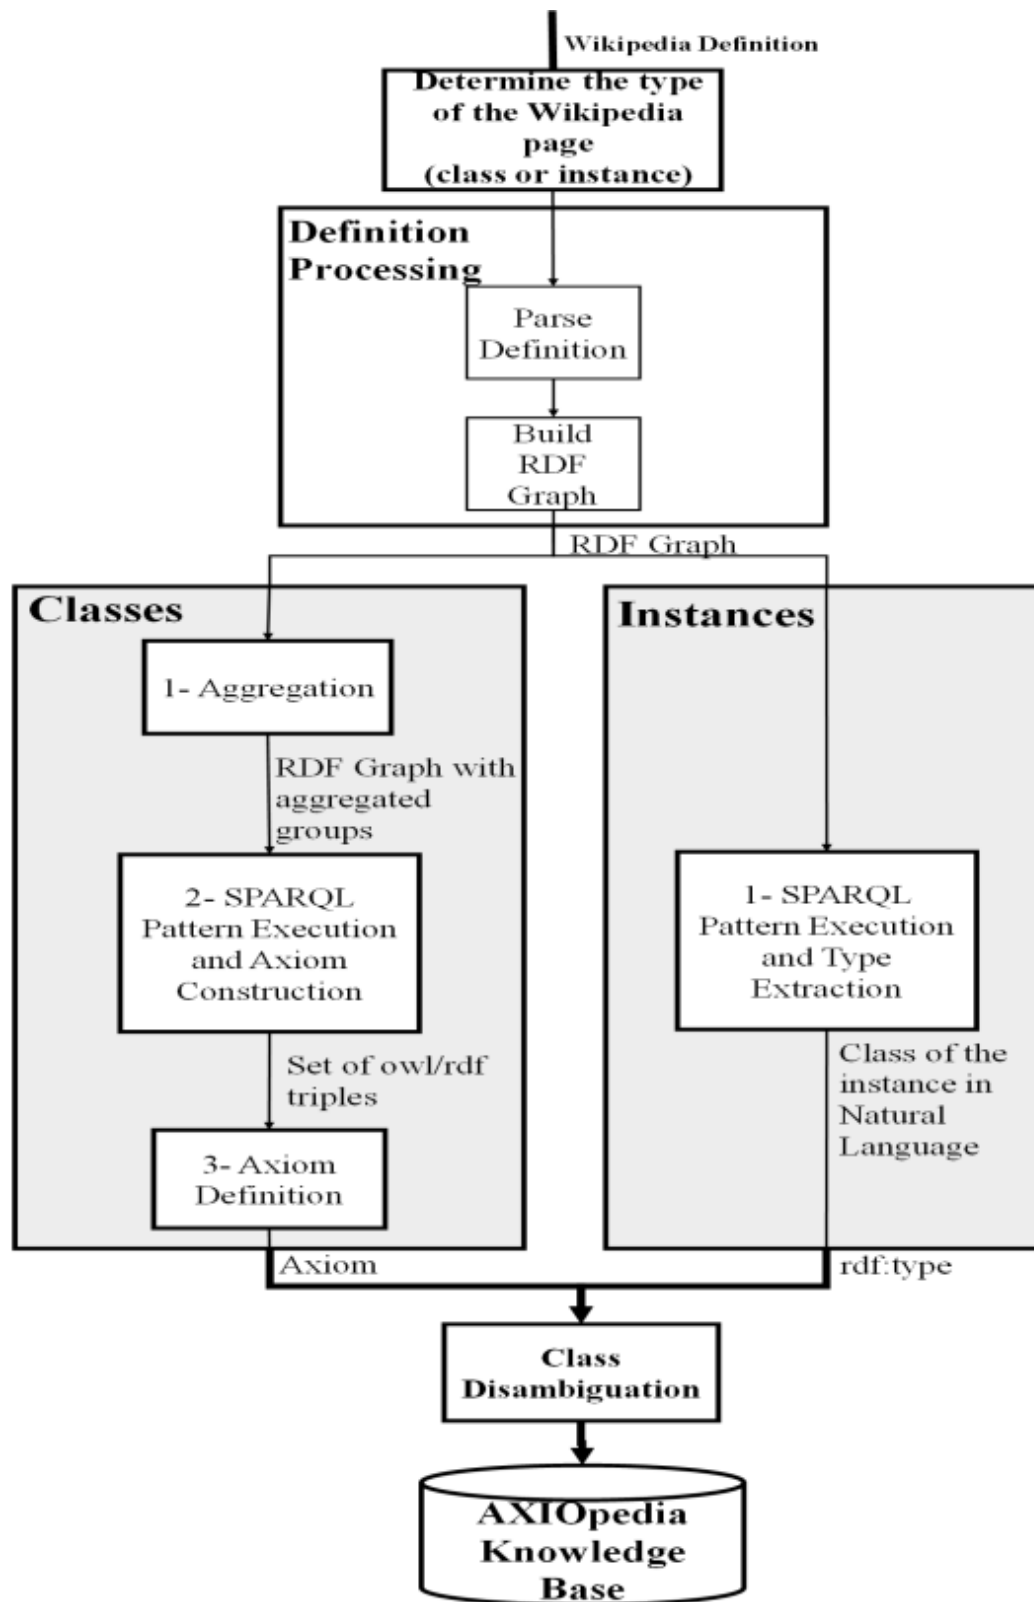 Wikipedia Definition
Determine the type
of the Wikipedia
page
(class or instance)
Definition
Processing
Parse
Definition
Build
RDF
Graph
RDF Graph
Classes
1- Aggregation
RDF Graph with
aggregated
groups
2- SPARQL
Pattern Execution
and Axiom
Construction
Set of owl/rdf
triples
3- Axiom
Definition
Axiom
Instances
1- SPARQL
Pattern Execution
and Type
Extraction
Class of the
instance in
Natural
Language
rdf:type
Class
Disambiguation
AXIOpedia
Knowledge
Base